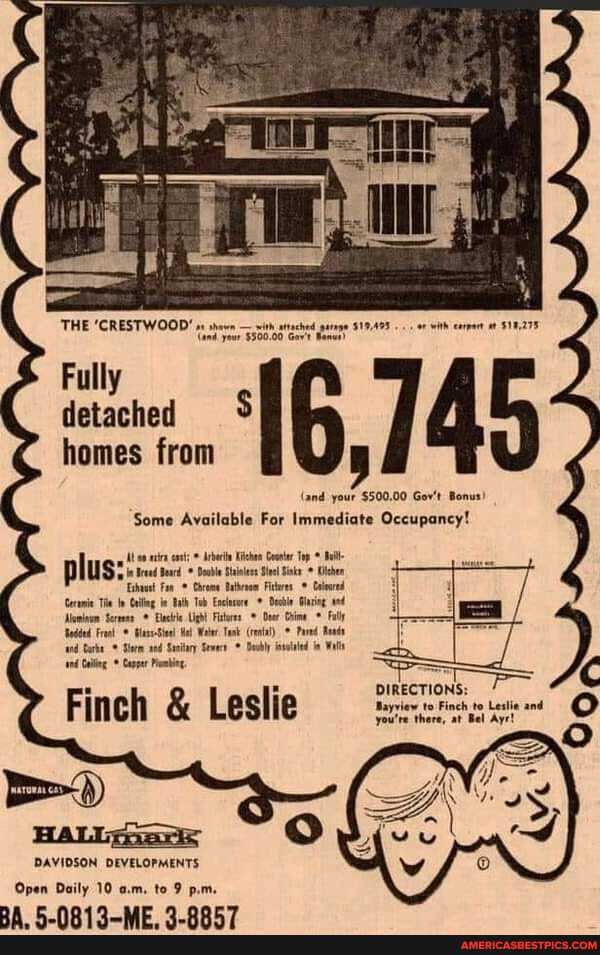 THE 'CRESTWOOD' as shown — with attached garage $19,495 . . . or with carport at $18,275
(and your $500.00 Gov't Bonus)
Fully
detached
homes from
$16,745
(and your $500.00 Gov't Bonus)
Some Available For Immediate Occupancy!
plus: At no extra cost: • Arborite Kitchen Counter Top • Built-
in Bread Board • Double Stainless Steel Sinks • Kitchen
Exhaust Fan • Chrome Bathroom Fixtures • Coloured
Ceramic Tile to Ceiling in Bath Tub Enclosure • Double Glazing and
Aluminum Screens • Electric Light Fixtures • Door Chime • Fully
Sodded Front • Glass-Steel Hot Water Tank (rental) • Paved Roads
and Curbs • Storm and Sanitary Sewers • Doubly insulated in Walls
and Ceiling • Copper Plumbing.
Finch & Leslie
LESLIE AVE.
HALLMARK
HOMES
FINCH AVE.
DIRECTIONS:
Bayview to Finch to Leslie and
you're there, at Bel Ayr!
NATURAL GAS
HALLmark
DAVIDSON DEVELOPMENTS
Open Daily 10 a.m. to 9 p.m.
BA. 5-0813-ME. 3-8857
T
AMERICASBESTPICS.COM